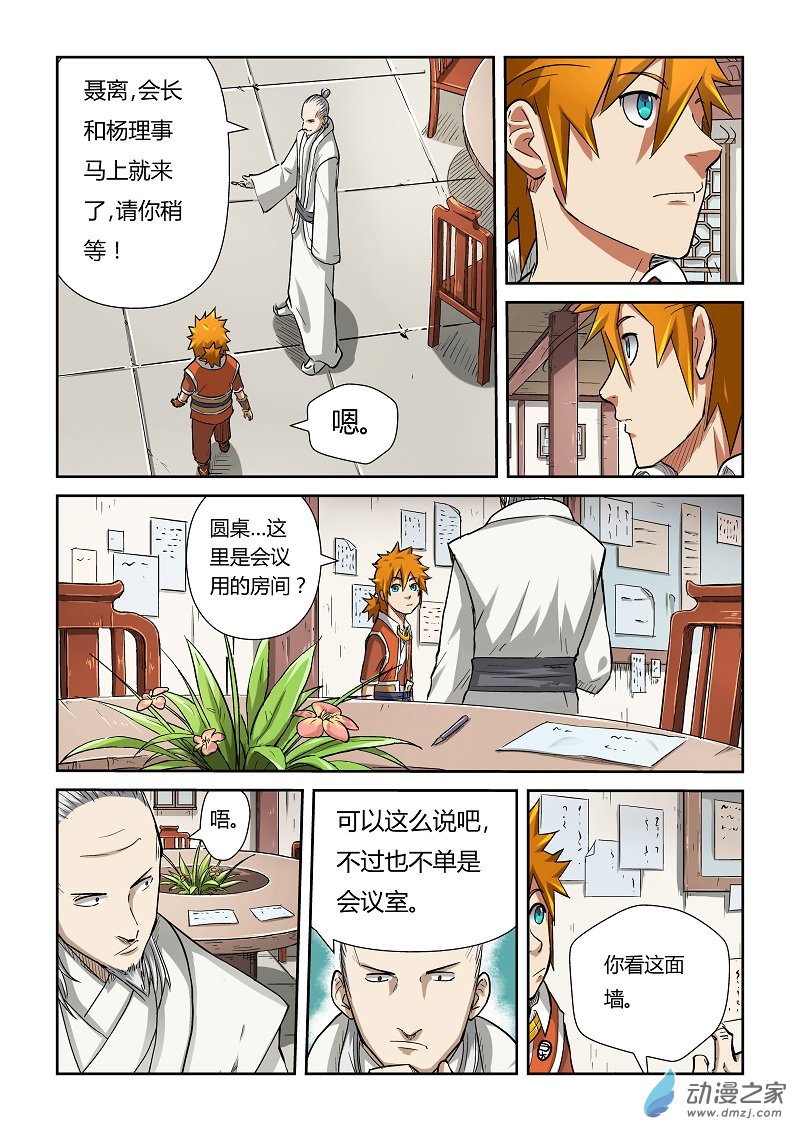 聂离，会长
和杨理事
马上就来
了，请你稍
等！
嗯。
圆桌…这
里是会议
用的房间？
唔。
可以这么说吧，
不过也不单是
会议室。
你看这面
墙。
动漫之家
www.dmzj.com